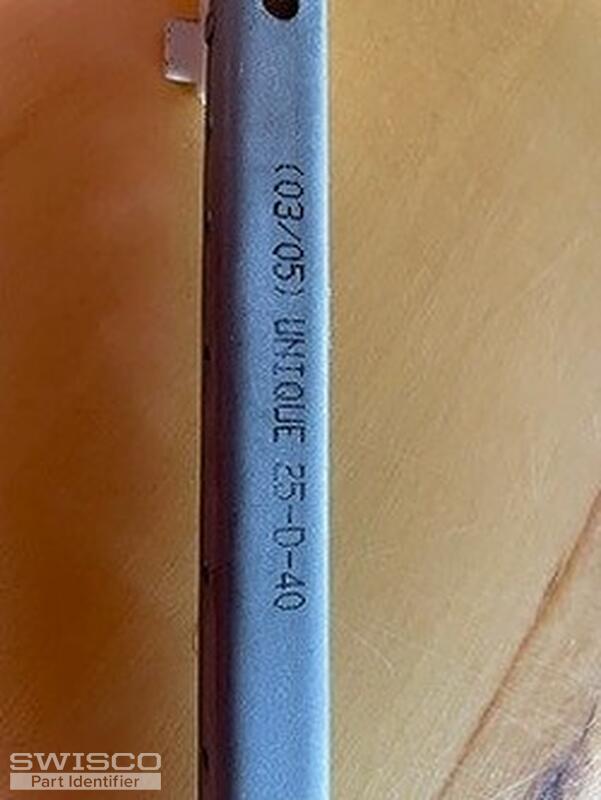 (03/05) UNIQUE 25-D-40
SWISCO
Part Identifier